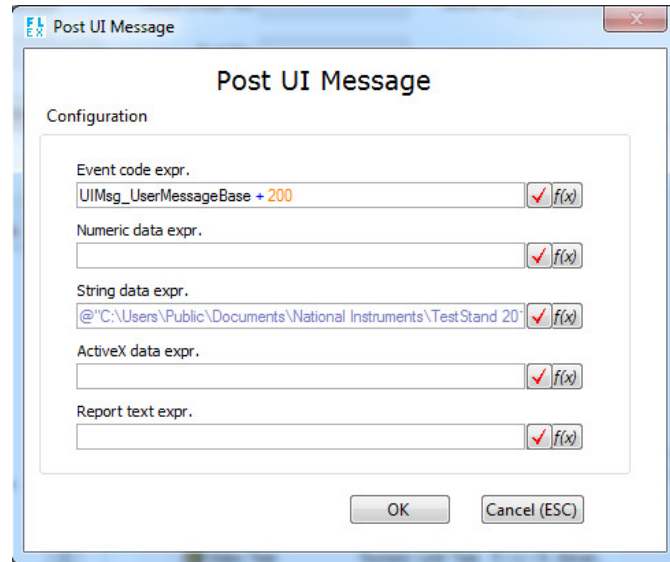 FL EX Post UI Message
Post UI Message
Configuration
Event code expr.
UIMsg_UserMessageBase + 200
f(x)
Numeric data expr.
f(x)
String data expr.
@"C:\Users\Public\Documents\National Instruments\TestStand 20
f(x)
ActiveX data expr.
f(x)
Report text expr.
f(x)
OK Cancel (ESC)